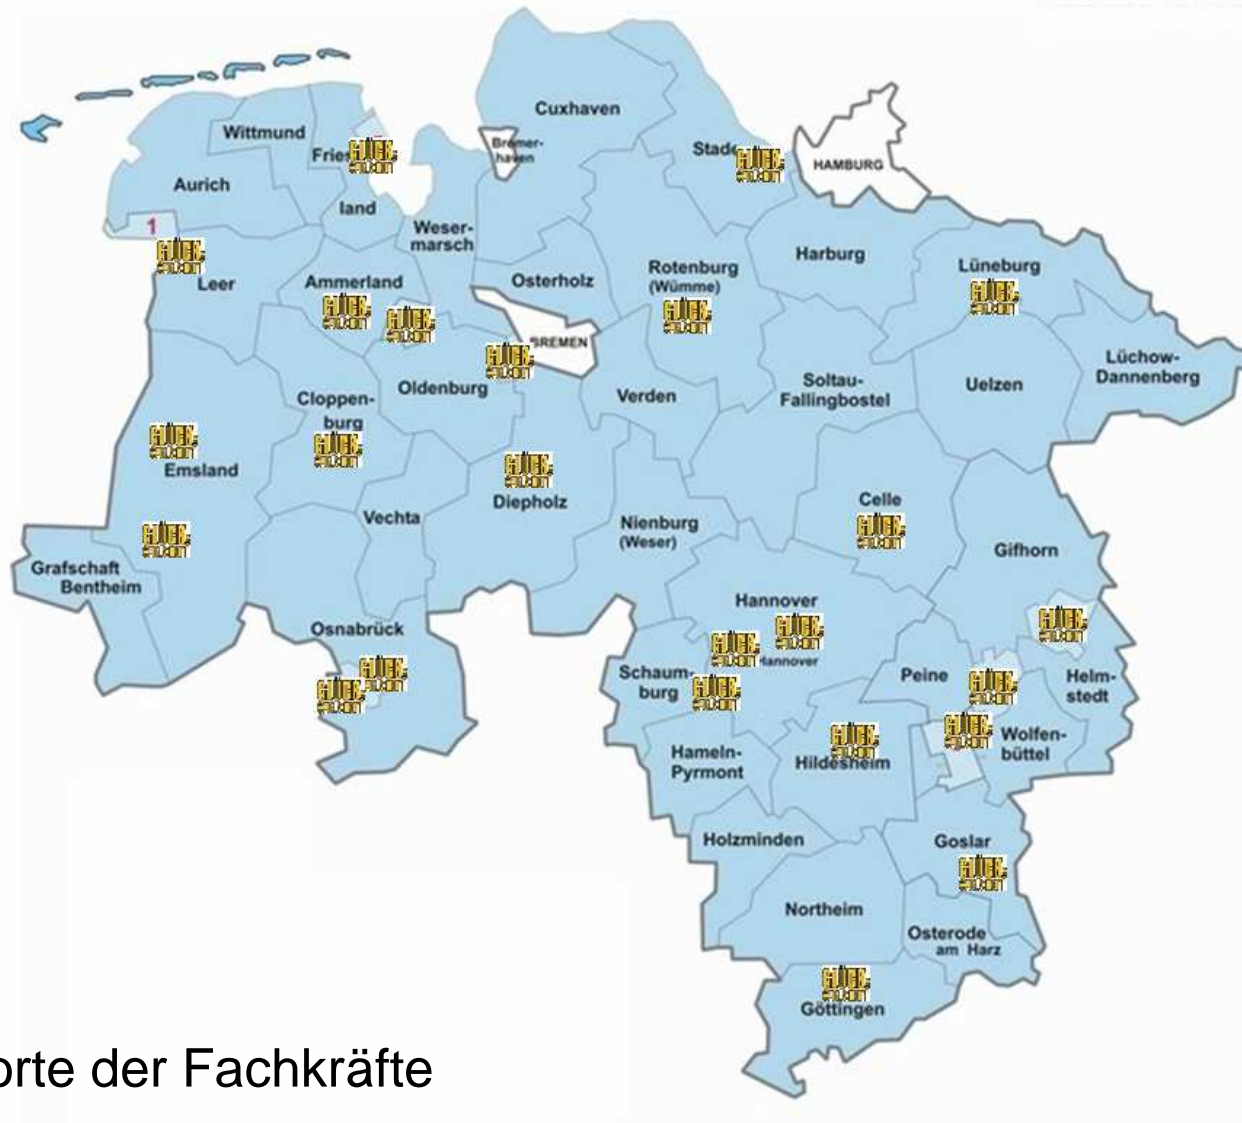 Cuxhaven
Wittmund
Bremer-
haven
Stade
Fries
HAMBURG
Aurich
land
1
Weser-
marsch
Harburg
Leer
Ammerland
Osterholz
Rotenburg
(Wümme)
Lüneburg
BREMEN
Oldenburg
Verden
Soltau-
Fallingbostel
Uelzen
Lüchow-
Dannenberg
Cloppen-
burg
Emsland
Vechta
Diepholz
Nienburg
(Weser)
Celle
Gifhorn
Grafschaft
Bentheim
Osnabrück
Hannover
Hannover
Schaum-
burg
Peine
Helm-
stedt
Hameln-
Pyrmont
Hildesheim
Wolfen-
büttel
Holzminden
Goslar
Northeim
Osterode
am Harz
Göttingen
orte der Fachkräfte